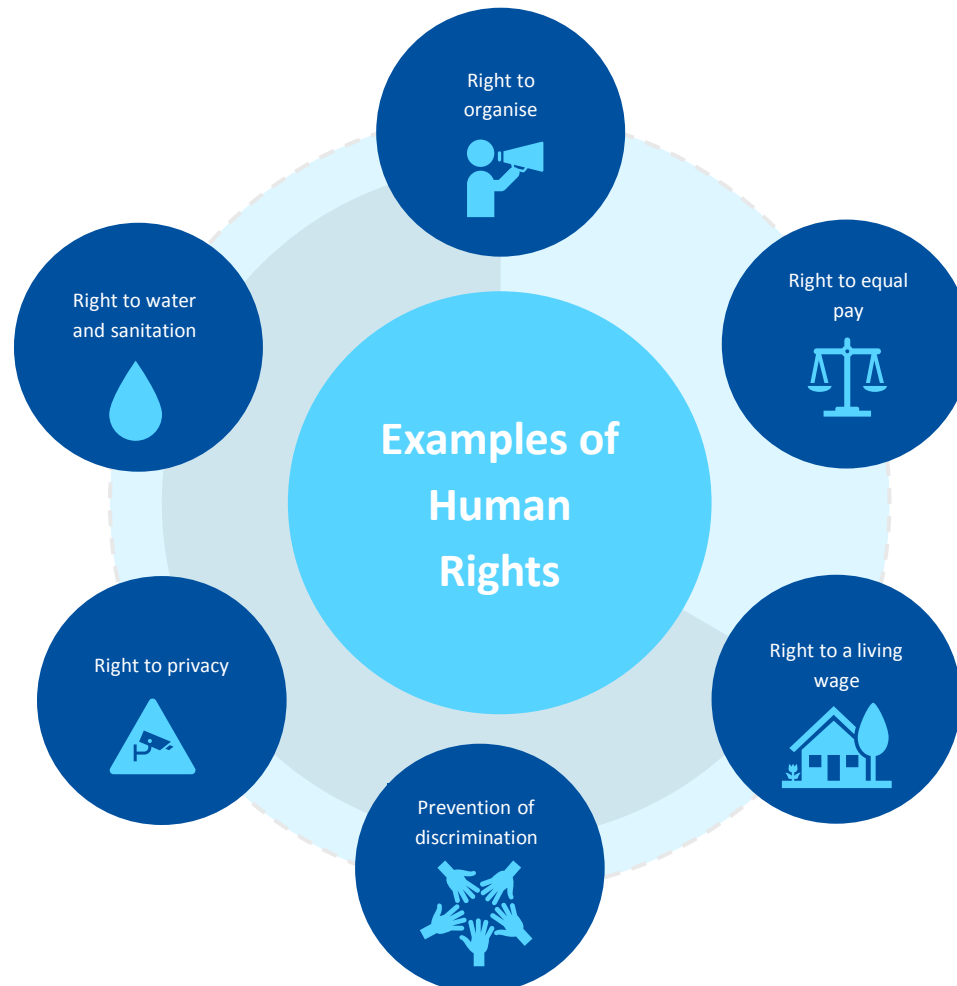 Examples of
Human
Rights
Right to
organise
Right to equal
pay
Right to a living
wage
Prevention of
discrimination
Right to privacy
Right to water
and sanitation